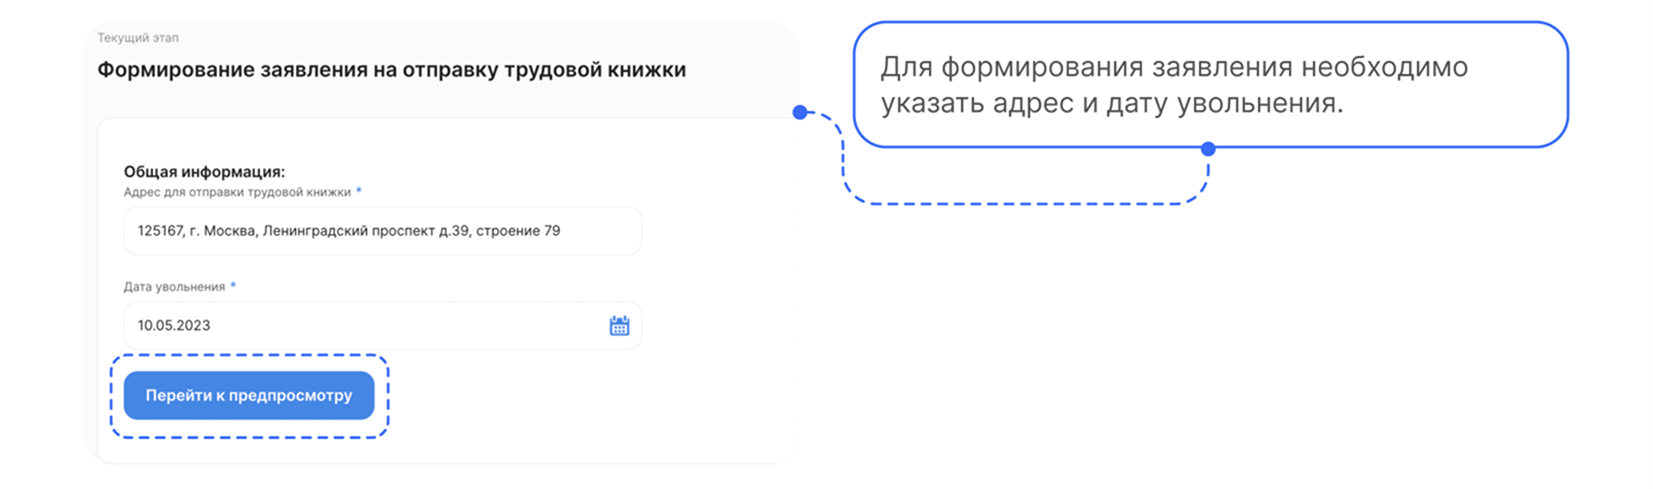 Текущий этап
Формирование заявления на отправку трудовой книжки
Для формирования заявления необходимо
указать адрес и дату увольнения.
Общая информация:
Адрес для отправки трудовой книжки *
125167, г. Москва, Ленинградский проспект д.39, строение 79
Дата увольнения *
10.05.2023
Перейти к предпросмотру